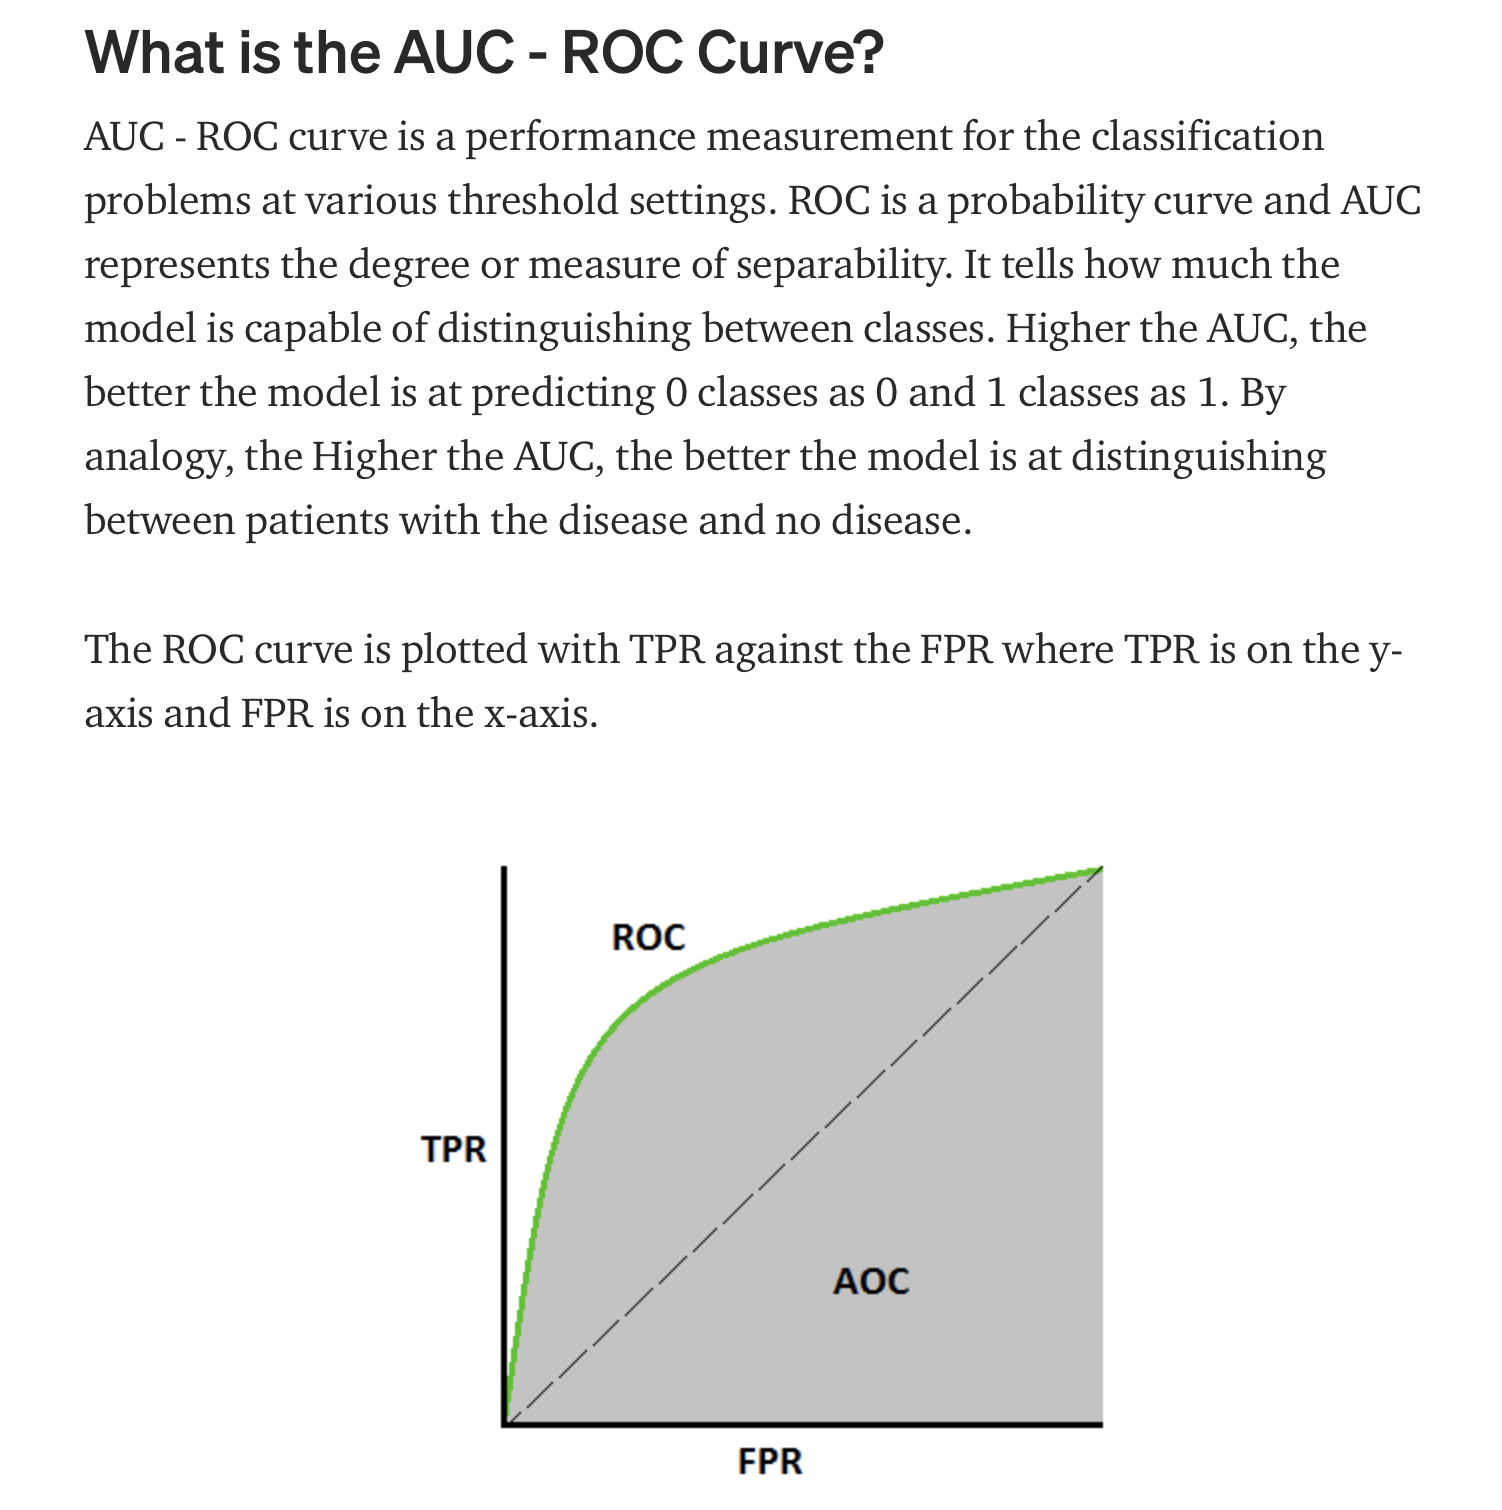 What is the AUC - ROC Curve?
AUC - ROC curve is a performance measurement for the classification
problems at various threshold settings. ROC is a probability curve and AUC
represents the degree or measure of separability. It tells how much the
model is capable of distinguishing between classes. Higher the AUC, the
better the model is at predicting 0 classes as 0 and 1 classes as 1. By
analogy, the Higher the AUC, the better the model is at distinguishing
between patients with the disease and no disease.
The ROC curve is plotted with TPR against the FPR where TPR is on the y-
axis and FPR is on the x-axis.
ROC
TPR
AOC
FPR